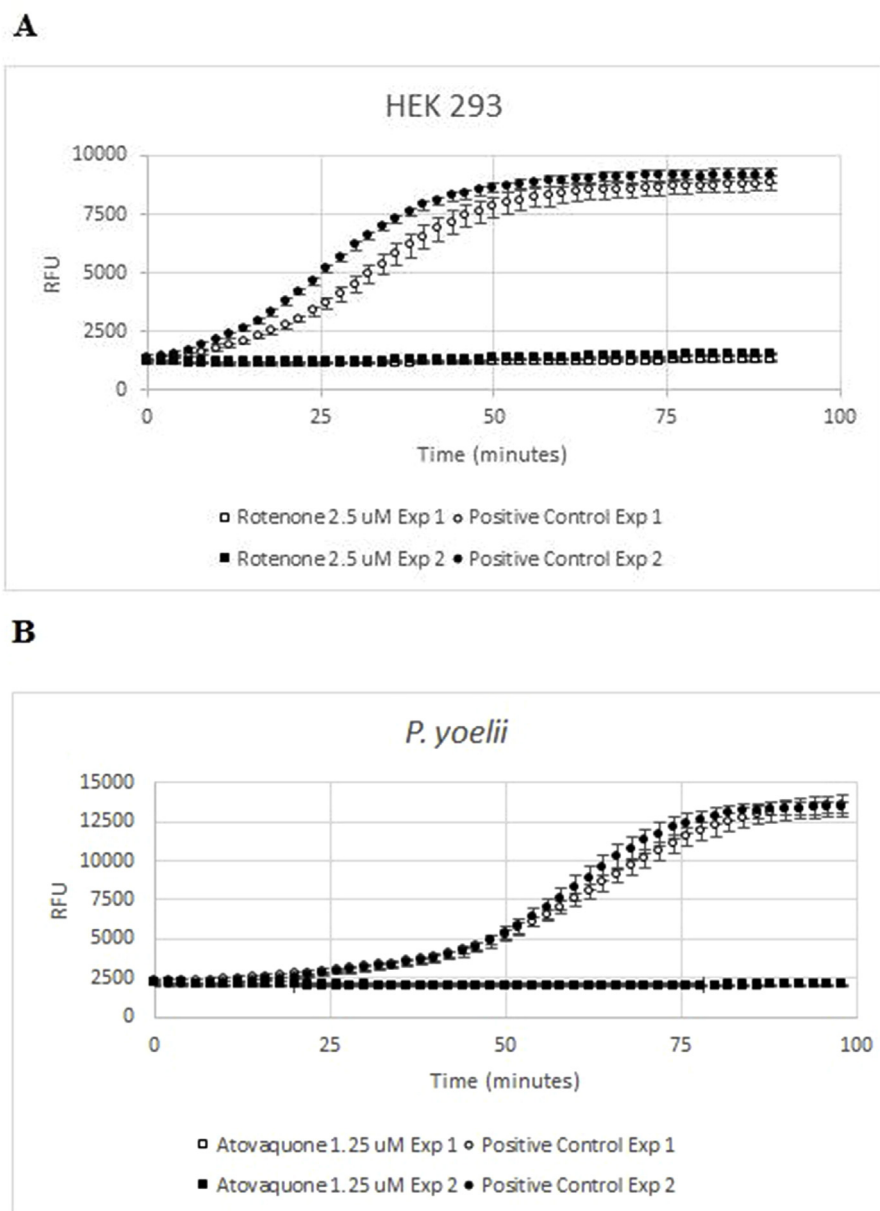 A
HEK 293
10000
7500
5000
2500
0
RFU
0 25 50 75 100
Time (minutes)
Rotenone 2.5 uM Exp 1 Positive Control Exp 1
Rotenone 2.5 uM Exp 2 Positive Control Exp 2
B
P. yoelii
15000
12500
10000
7500
5000
2500
0
RFU
0 25 50 75 100
Time (minutes)
Atovaquone 1.25 uM Exp 1 Positive Control Exp 1
Atovaquone 1.25 uM Exp 2 Positive Control Exp 2